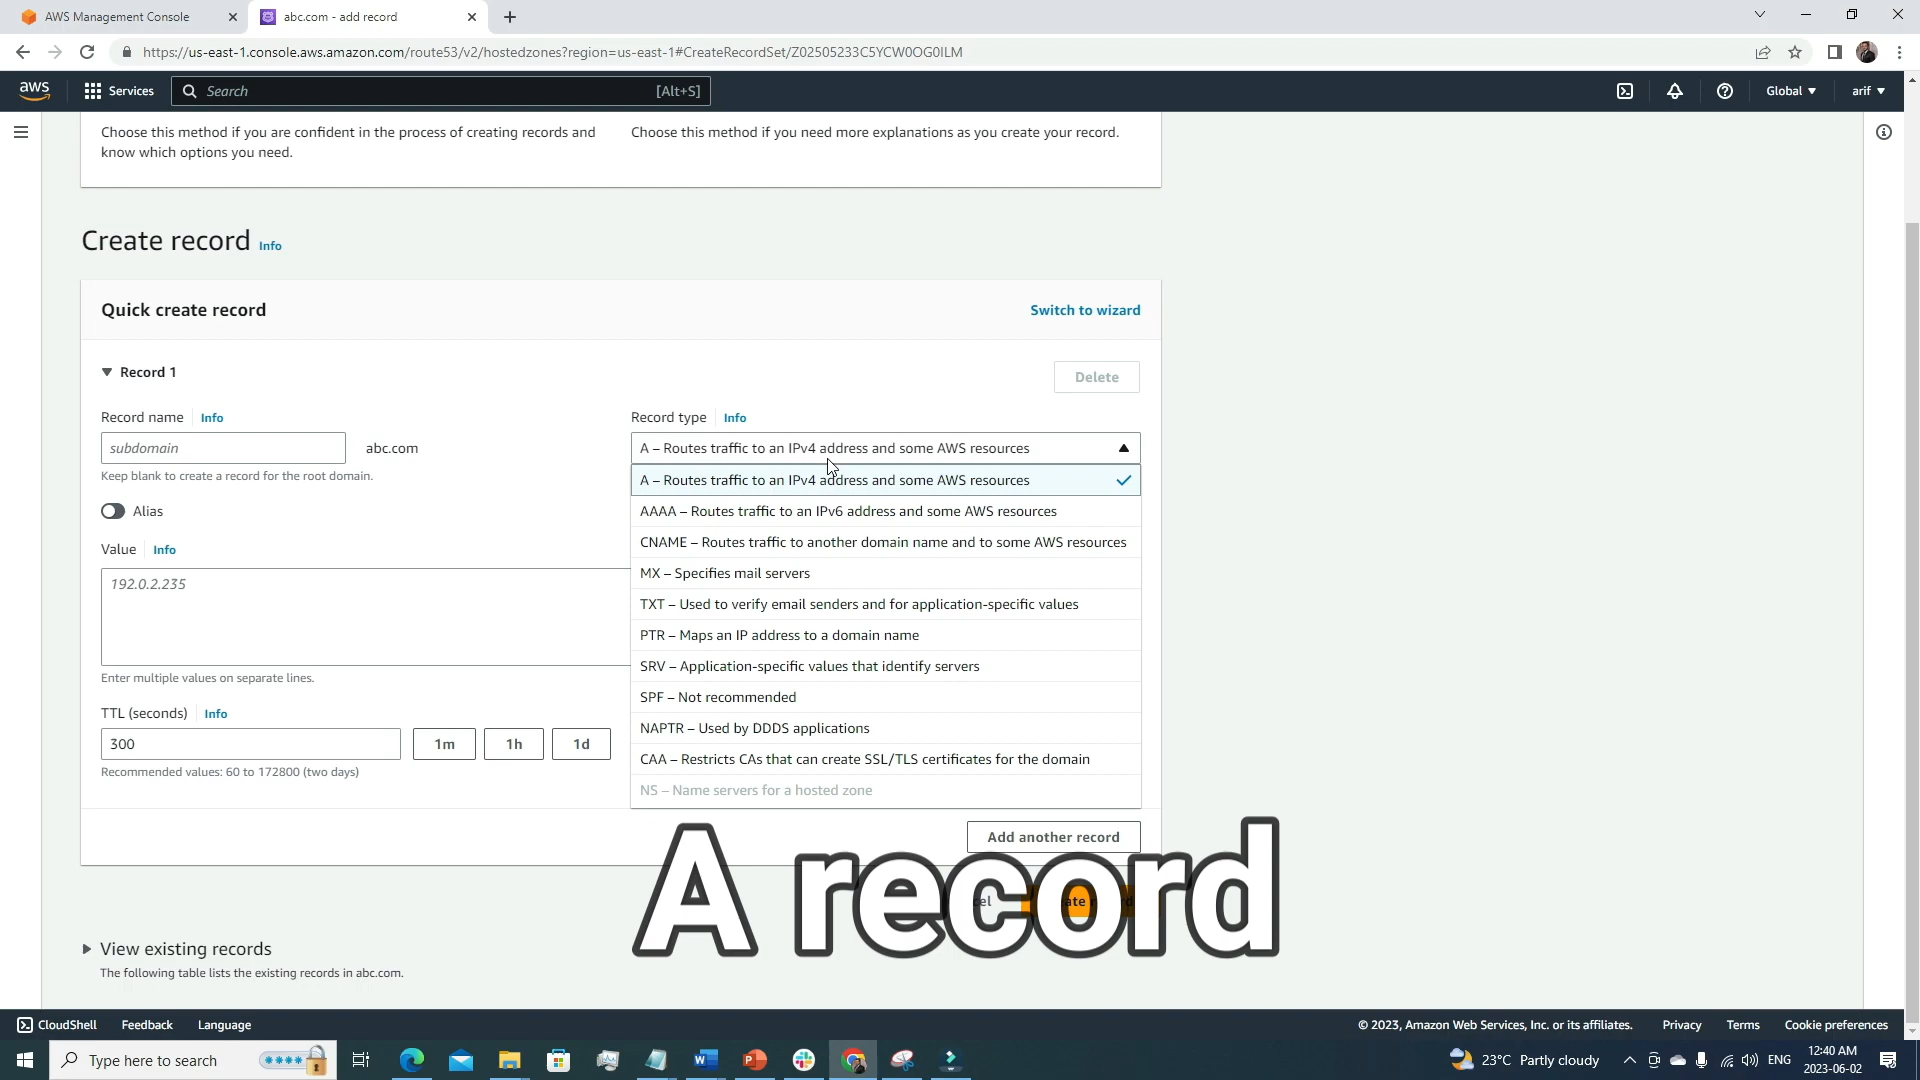 AWS Management Console
abc.com - add record
https://us-east-1.console.aws.amazon.com/route53/v2/hostedzones?region=us-east-1#CreateRecordSet/Z02505233C5YCW0OG0ILM
aws
Services
Search
[Alt+S]
Global
arif
Choose this method if you are confident in the process of creating records and
know which options you need.
Choose this method if you need more explanations as you create your record.
Create record Info
Quick create record
Switch to wizard
Record 1
Delete
Record name Info
subdomain
abc.com
Keep blank to create a record for the root domain.
Alias
Value Info
192.0.2.235
Enter multiple values on separate lines.
TTL (seconds) Info
300
1m
1h
1d
Recommended values: 60 to 172800 (two days)
Record type Info
A – Routes traffic to an IPv4 address and some AWS resources
A – Routes traffic to an IPv4 address and some AWS resources
AAAA – Routes traffic to an IPv6 address and some AWS resources
CNAME – Routes traffic to another domain name and to some AWS resources
MX – Specifies mail servers
TXT – Used to verify email senders and for application-specific values
PTR – Maps an IP address to a domain name
SRV – Application-specific values that identify servers
SPF – Not recommended
NAPTR – Used by DDDS applications
CAA – Restricts CAs that can create SSL/TLS certificates for the domain
NS – Name servers for a hosted zone
Add another record
A record
View existing records
The following table lists the existing records in abc.com.
CloudShell
Feedback
Language
© 2023, Amazon Web Services, Inc. or its affiliates.
Privacy
Terms
Cookie preferences
Type here to search
23°C Partly cloudy
ENG
12:40 AM
2023-06-02